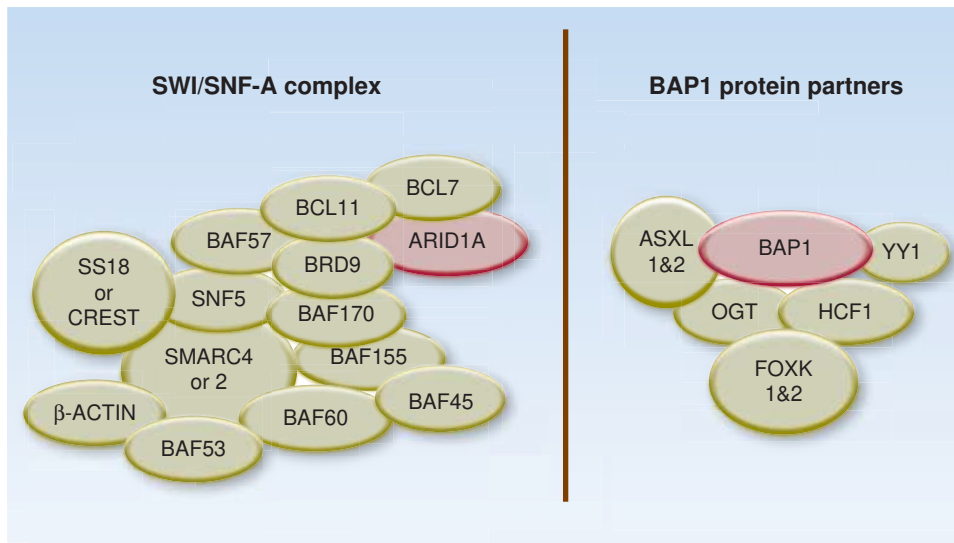 SWI/SNF-A complex
BCL7
BCL11
ARID1A
BAF57
BRD9
SS18
or
CREST
SNF5
BAF170
SMARC4
or 2
BAF155
β-ACTIN
BAF60
BAF45
BAF53
BAP1 protein partners
ASXL
1&2
BAP1
YY1
OGT
HCF1
FOXK
1&2